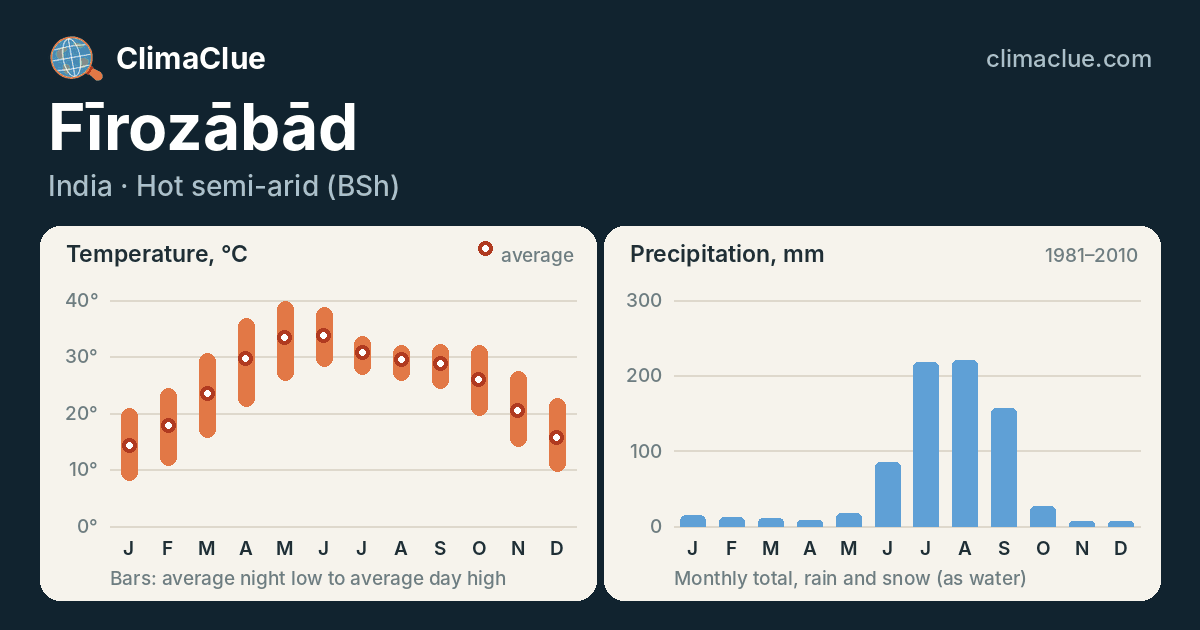 ClimaClue
climaclue.com
Fīrozābād
India · Hot semi-arid (BSh)
Temperature, °C
average
40°
30°
20°
10°
0°
J F M A M J J A S O N D
Bars: average night low to average day high
Precipitation, mm
1981–2010
300
200
100
0
J F M A M J J A S O N D
Monthly total, rain and snow (as water)